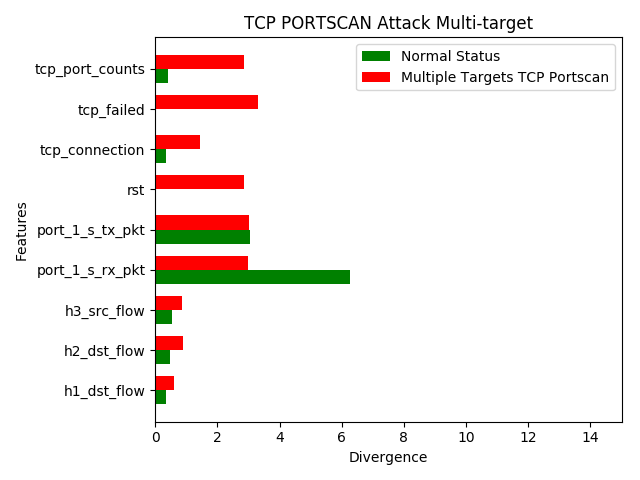 TCP PORTSCAN Attack Multi-target
Normal Status
Multiple Targets TCP Portscan
tcp_port_counts
tcp_failed
tcp_connection
rst
port_1_s_tx_pkt
port_1_s_rx_pkt
h3_src_flow
h2_dst_flow
h1_dst_flow
Features
0 2 4 6 8 10 12 14
Divergence